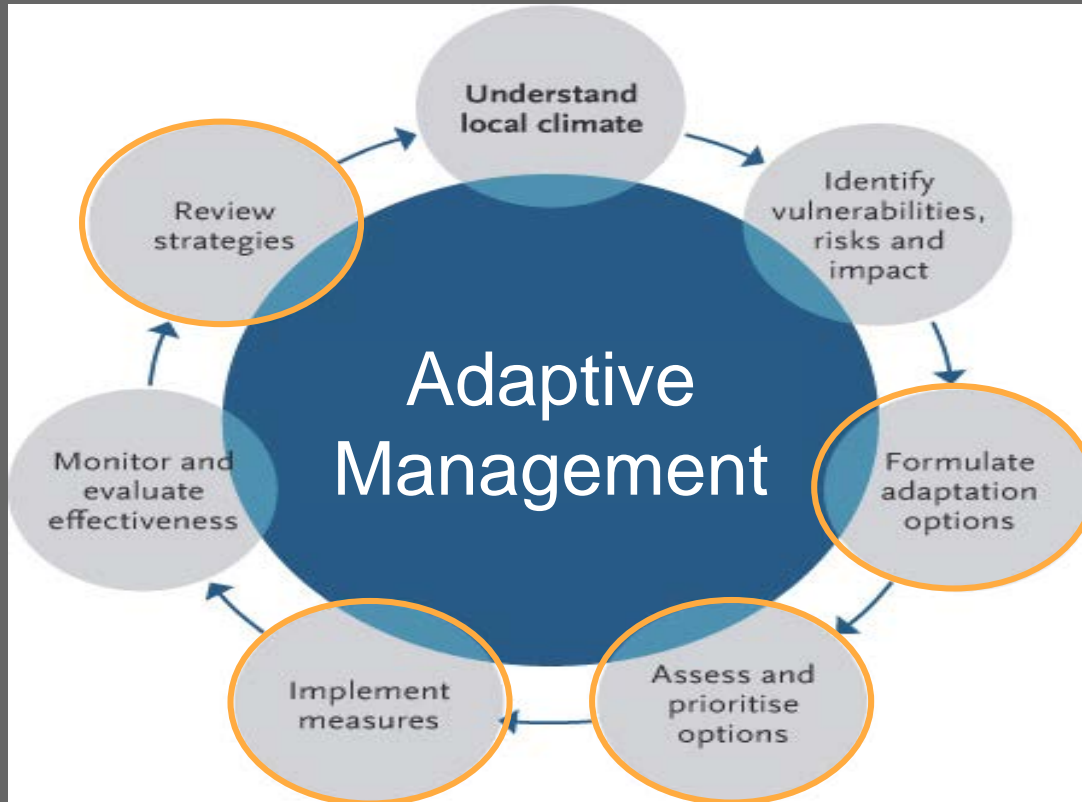 Understand
local climate
Identify
vulnerabilities,
risks and
impact
Formulate
adaptation
options
Assess and
prioritise
options
Implement
measures
Monitor and
evaluate
effectiveness
Review
strategies
Adaptive
Management